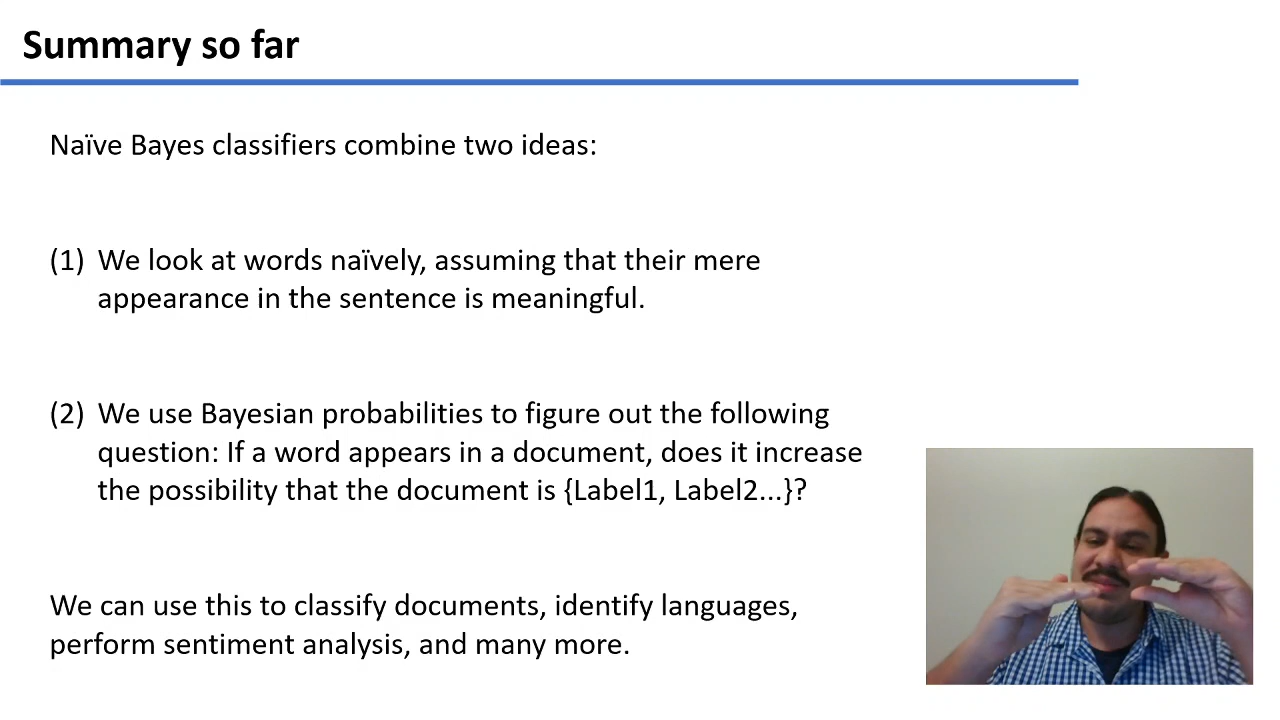 Summary so far
Naïve Bayes classifiers combine two ideas:
(1) We look at words naïvely, assuming that their mere
appearance in the sentence is meaningful.
(2) We use Bayesian probabilities to figure out the following
question: If a word appears in a document, does it increase
the possibility that the document is {Label1, Label2...}?
We can use this to classify documents, identify languages,
perform sentiment analysis, and many more.